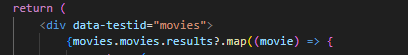 return (
<div data-testid="movies">
{movies.movies.results?.map((movie) => {